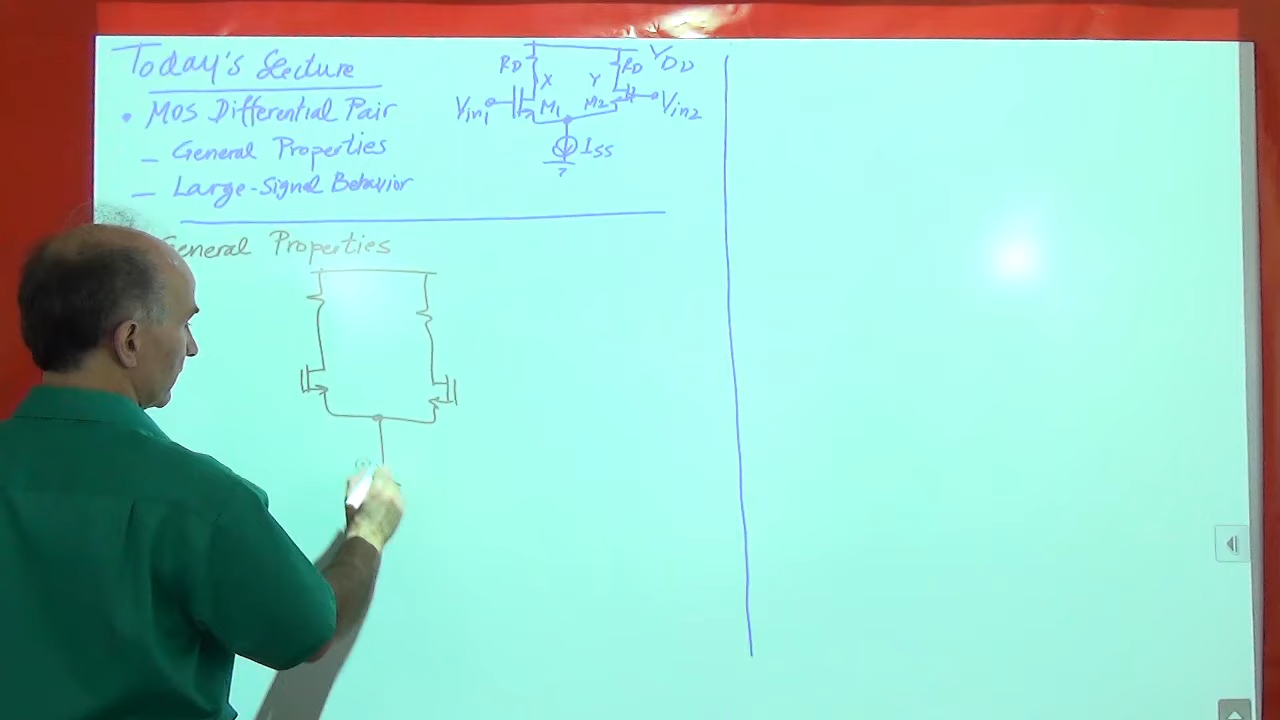 Today's Lecture
• MOS Differential Pair
– General Properties
– Large-Signal Behavior
RD X Y RD VDD
Vin1 M1 M2 Vin2
ISS
General Properties